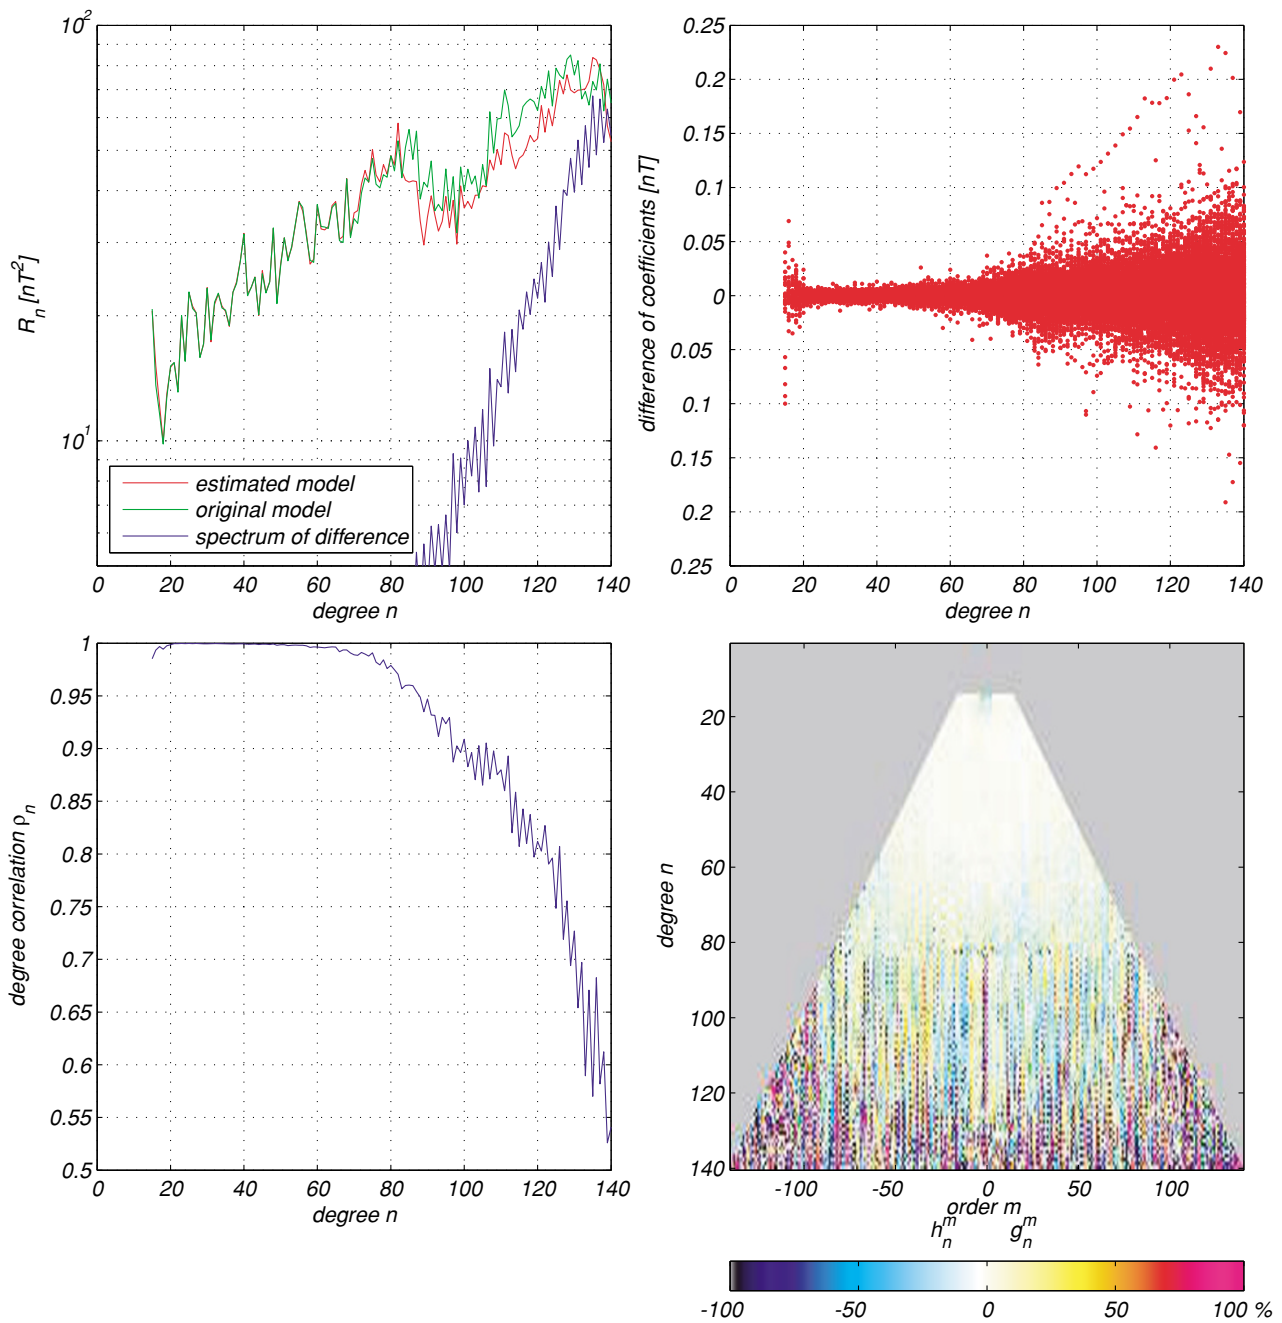 10^2
10^1
R_n [nT^2]
estimated model
original model
spectrum of difference
0 20 40 60 80 100 120 140
degree n
0.25
0.2
0.15
0.1
0.05
0
0.05
0.1
0.15
0.2
0.25
difference of coefficients [nT]
0 20 40 60 80 100 120 140
degree n
1
0.95
0.9
0.85
0.8
0.75
0.7
0.65
0.6
0.55
0.5
degree correlation ρ_n
0 20 40 60 80 100 120 140
degree n
20
40
60
80
100
120
140
degree n
-100 -50 0 50 100
order m
h_n^m g_n^m
-100 -50 0 50 100 %